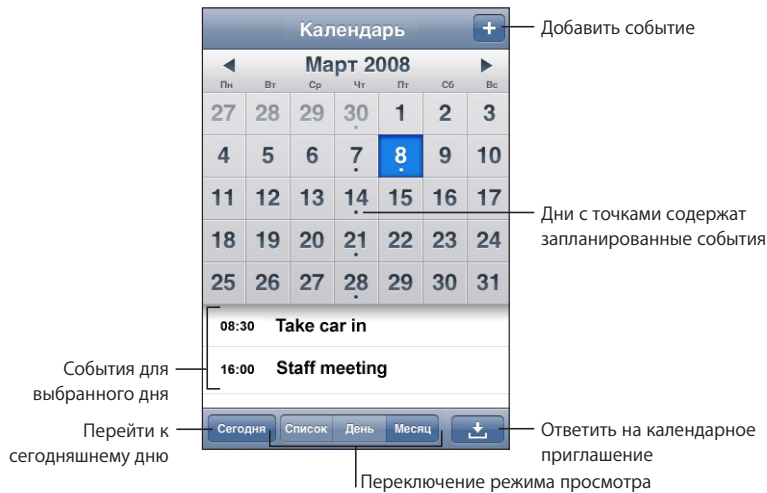 Календарь
+
Добавить событие
Март 2008
Пн Вт Ср Чт Пт Сб Вс
27 28 29 30 1 2 3
4 5 6 7 8 9 10
11 12 13 14 15 16 17
Дни с точками содержат
запланированные события
18 19 20 21 22 23 24
25 26 27 28 29 30 31
08:30 Take car in
16:00 Staff meeting
События для
выбранного дня
Перейти к
сегодняшнему дню
Сегодня Список День Месяц
Ответить на календарное
приглашение
Переключение режима просмотра